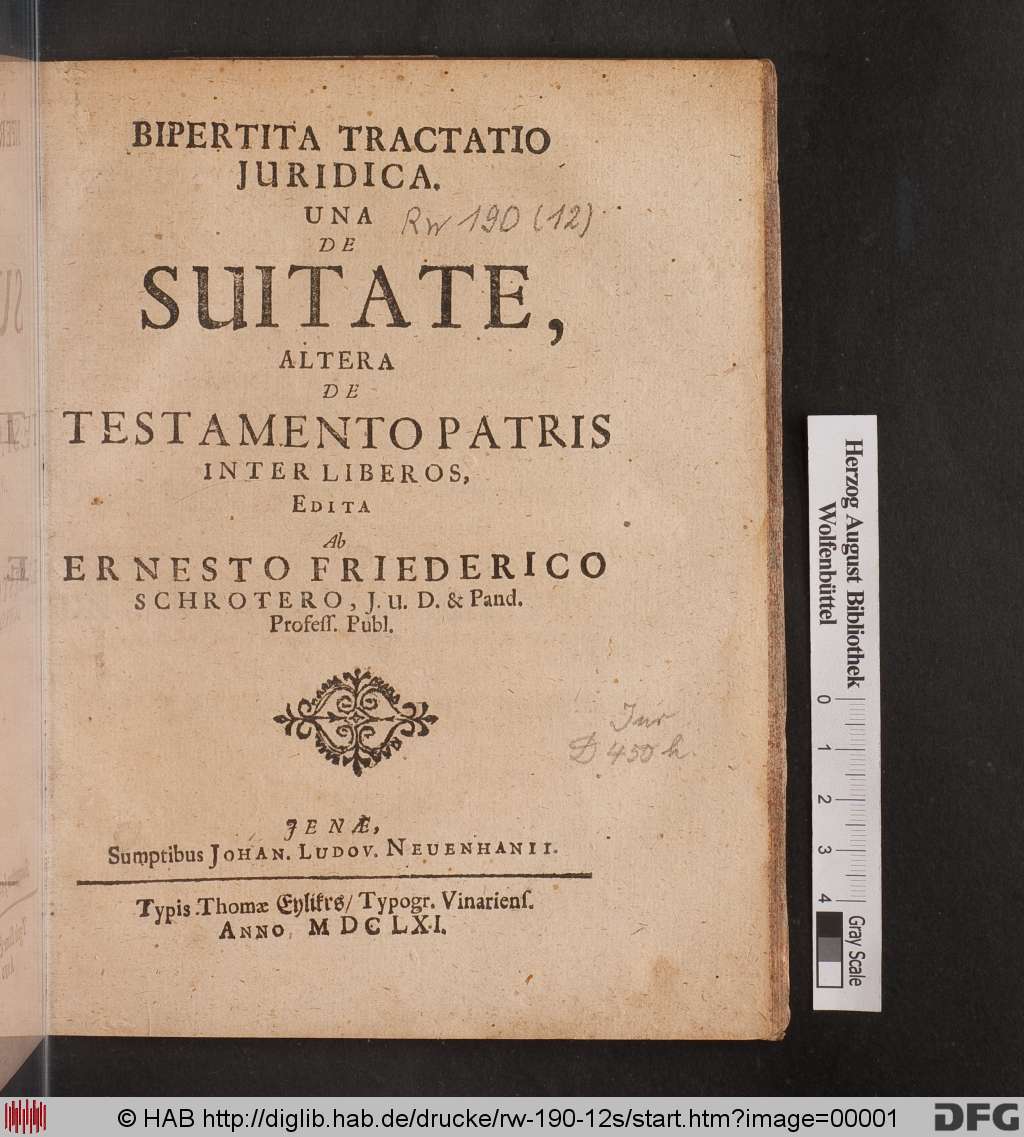 BIPERTITA TRACTATIO
JURIDICA.
UNA
Rw 190 (12)
DE
SUITATE,
ALTERA
DE
TESTAMENTO PATRIS
INTER LIBEROS,
EDITA
Ab
ERNESTO FRIEDERICO
SCHROTERO, J. U. D. & Pand.
Profeſſ. Publ.
Jur
D 450 h.
JENÆ,
Sumptibus JOHAN. LUDOV. NEUENHANII.
Typis Thomæ Eylikers/ Typogr. Vinarienſ.
ANNO, MDCLXI.
Herzog August Bibliothek
Wolfenbüttel
0 1 2 3 4
Gray Scale
© HAB http://diglib.hab.de/drucke/rw-190-12s/start.htm?image=00001
DFG